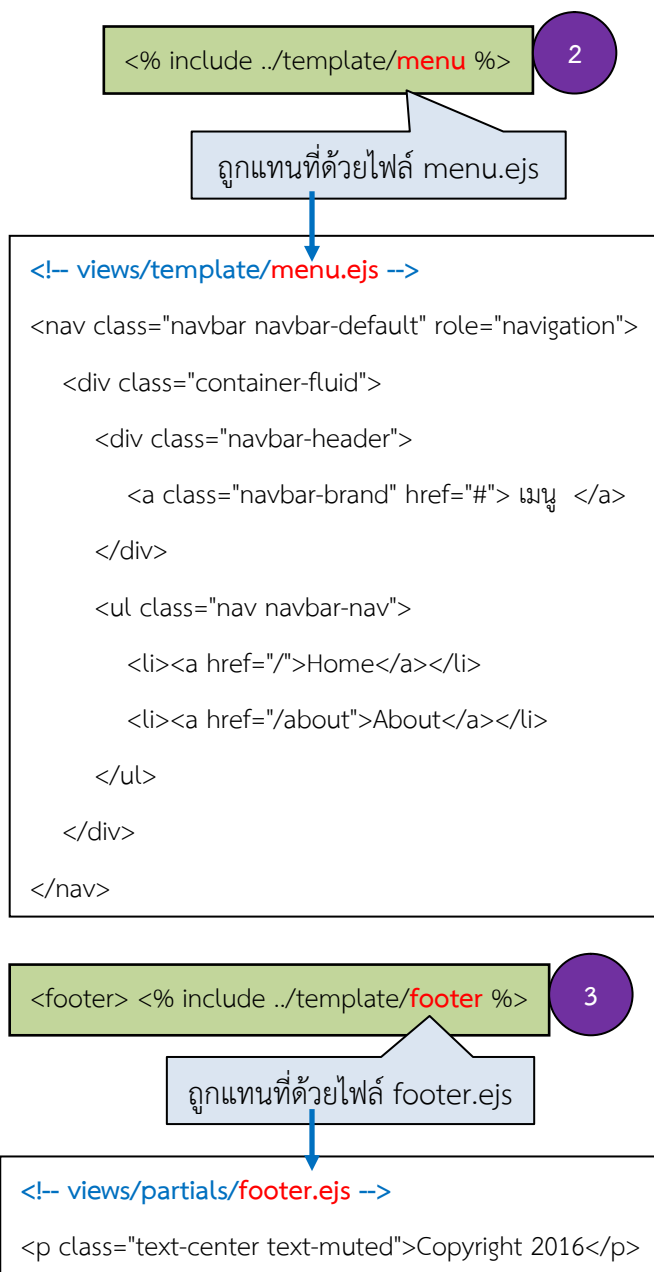 <% include ../template/menu %>
2
ถูกแทนที่ด้วยไฟล์ menu.ejs
<!-- views/template/menu.ejs -->
<nav class="navbar navbar-default" role="navigation">
<div class="container-fluid">
<div class="navbar-header">
<a class="navbar-brand" href="#"> เมนู </a>
</div>
<ul class="nav navbar-nav">
<li><a href="/">Home</a></li>
<li><a href="/about">About</a></li>
</ul>
</div>
</nav>
<footer> <% include ../template/footer %>
3
ถูกแทนที่ด้วยไฟล์ footer.ejs
<!-- views/partials/footer.ejs -->
<p class="text-center text-muted">Copyright 2016</p>